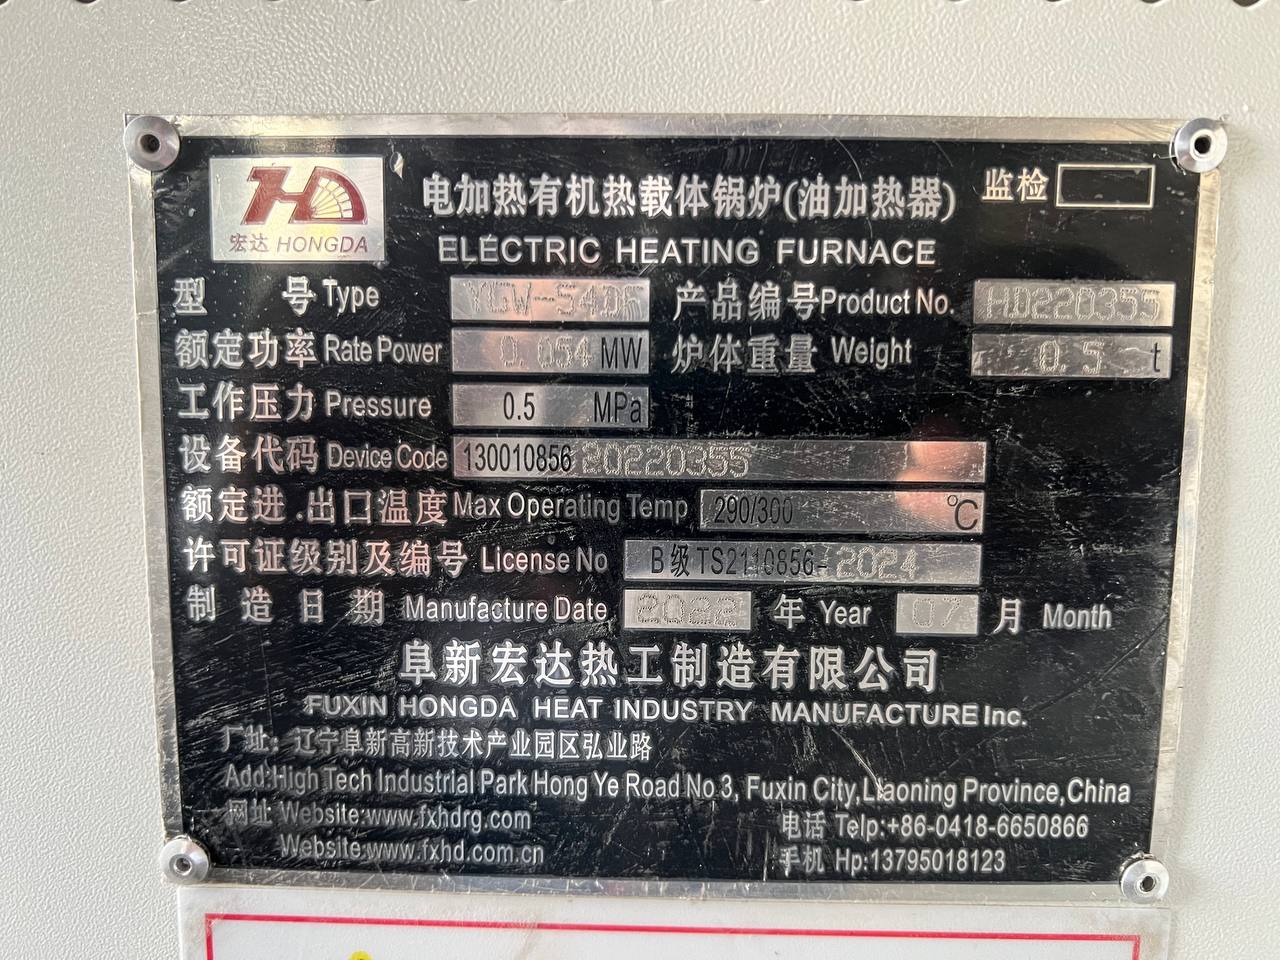 宏达 HONGDA
电加热有机热载体锅炉(油加热器) 监检
ELECTRIC HEATING FURNACE
型 号 Type 产品编号 Product No. HD220355
额定功率 Rate Power 0.054 MW 炉体重量 Weight 0.5 t
工作压力 Pressure 0.5 MPa
设备代码 Device Code 130010856 20220355
额定进.出口温度 Max Operating Temp 290/300 ℃
许可证级别及编号 License No B级 TS2110856-2024
制造日期 Manufacture Date 2022 年 Year 07 月 Month
阜新宏达热工制造有限公司
FUXIN HONGDA HEAT INDUSTRY MANUFACTURE Inc.
厂址: 辽宁阜新高新技术产业园区弘业路
Add:High Tech Industrial Park Hong Ye Road No 3, Fuxin City,Liaoning Province,China
网址 Website:www.fxhdrg.com 电话 Telp:+86-0418-6650866
Website:www.fxhd.com.cn 手机 Hp:13795018123